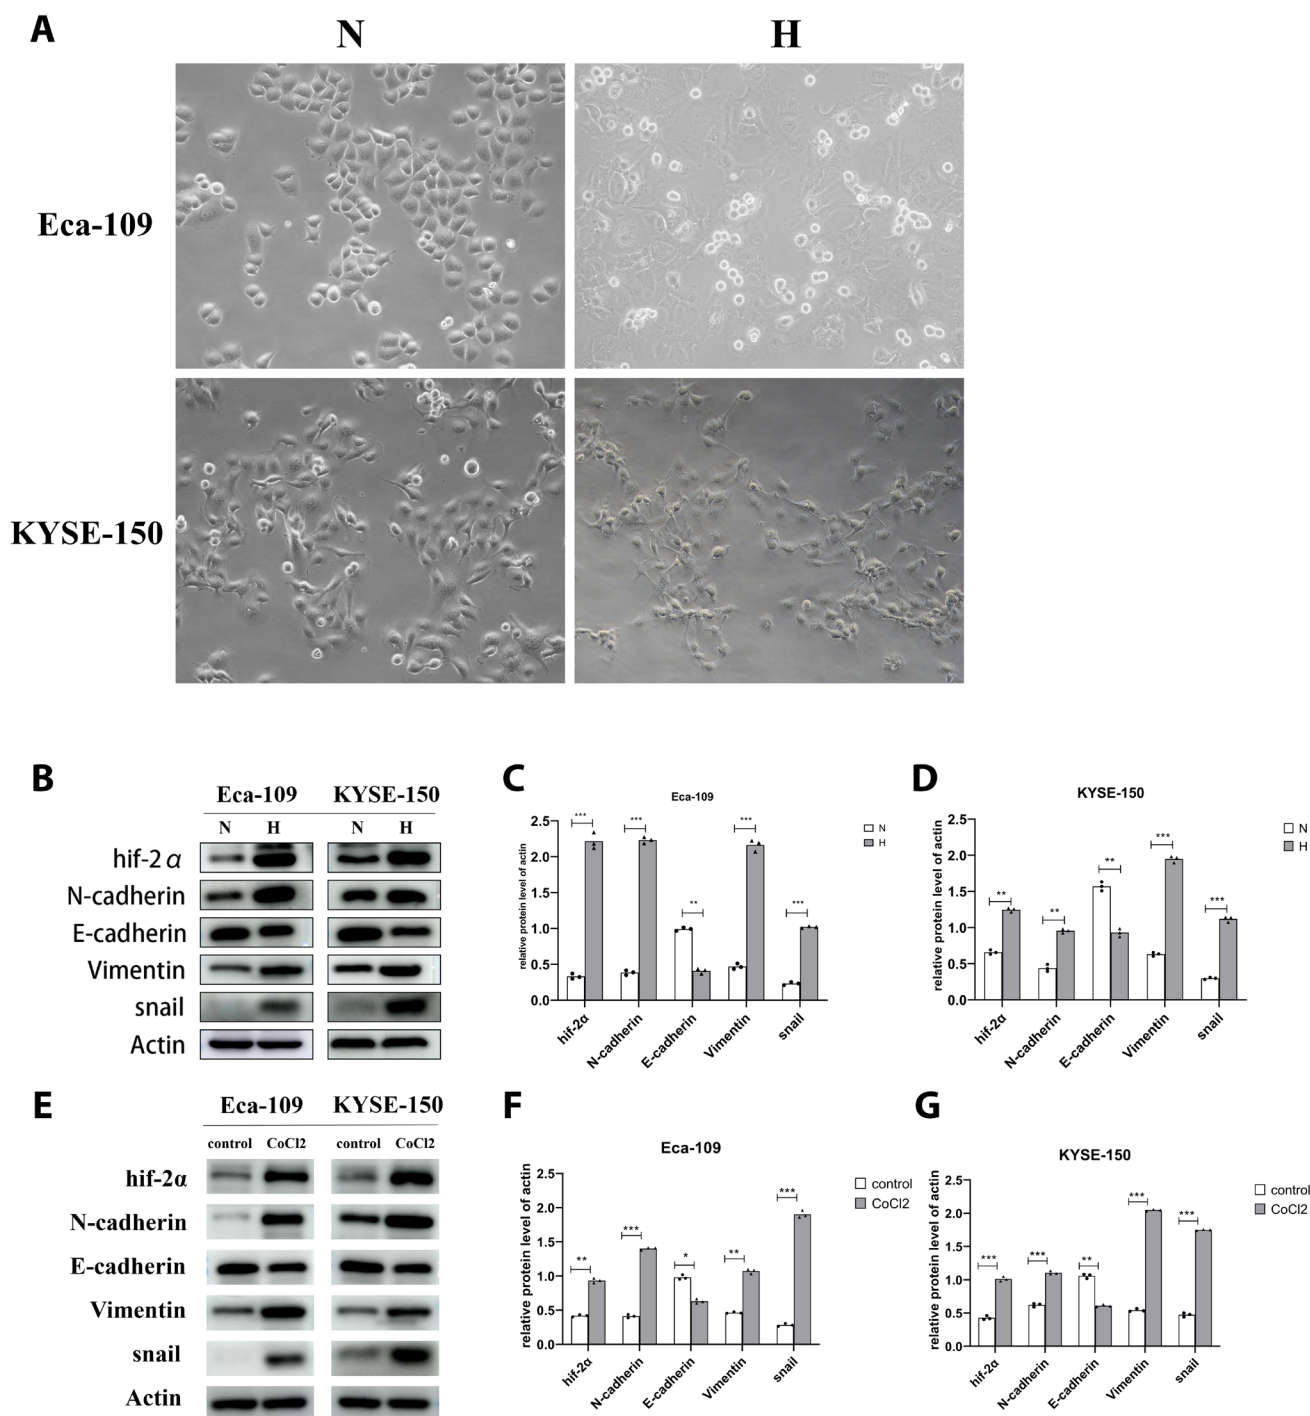 A
N H
Eca-109
KYSE-150
B
Eca-109 KYSE-150
N H N H
hif-2α
N-cadherin
E-cadherin
Vimentin
snail
Actin
C
Eca-109
relative protein level of actin
2.5
2.0
1.5
1.0
0.5
0.0
*** *** ** *** ***
hif-2α N-cadherin E-cadherin Vimentin snail
N
H
D
KYSE-150
relative protein level of actin
2.5
2.0
1.5
1.0
0.5
0.0
** ** ** *** ***
hif-2α N-cadherin E-cadherin Vimentin snail
N
H
E
Eca-109 KYSE-150
control CoCl2 control CoCl2
hif-2α
N-cadherin
E-cadherin
Vimentin
snail
Actin
F
Eca-109
relative protein level of actin
2.5
2.0
1.5
1.0
0.5
0.0
** *** * ** ***
hif-2α N-cadherin E-cadherin Vimentin snail
control
CoCl2
G
KYSE-150
relative protein level of actin
2.5
2.0
1.5
1.0
0.5
0.0
*** *** ** *** ***
hif-2α N-cadherin E-cadherin Vimentin snail
control
CoCl2